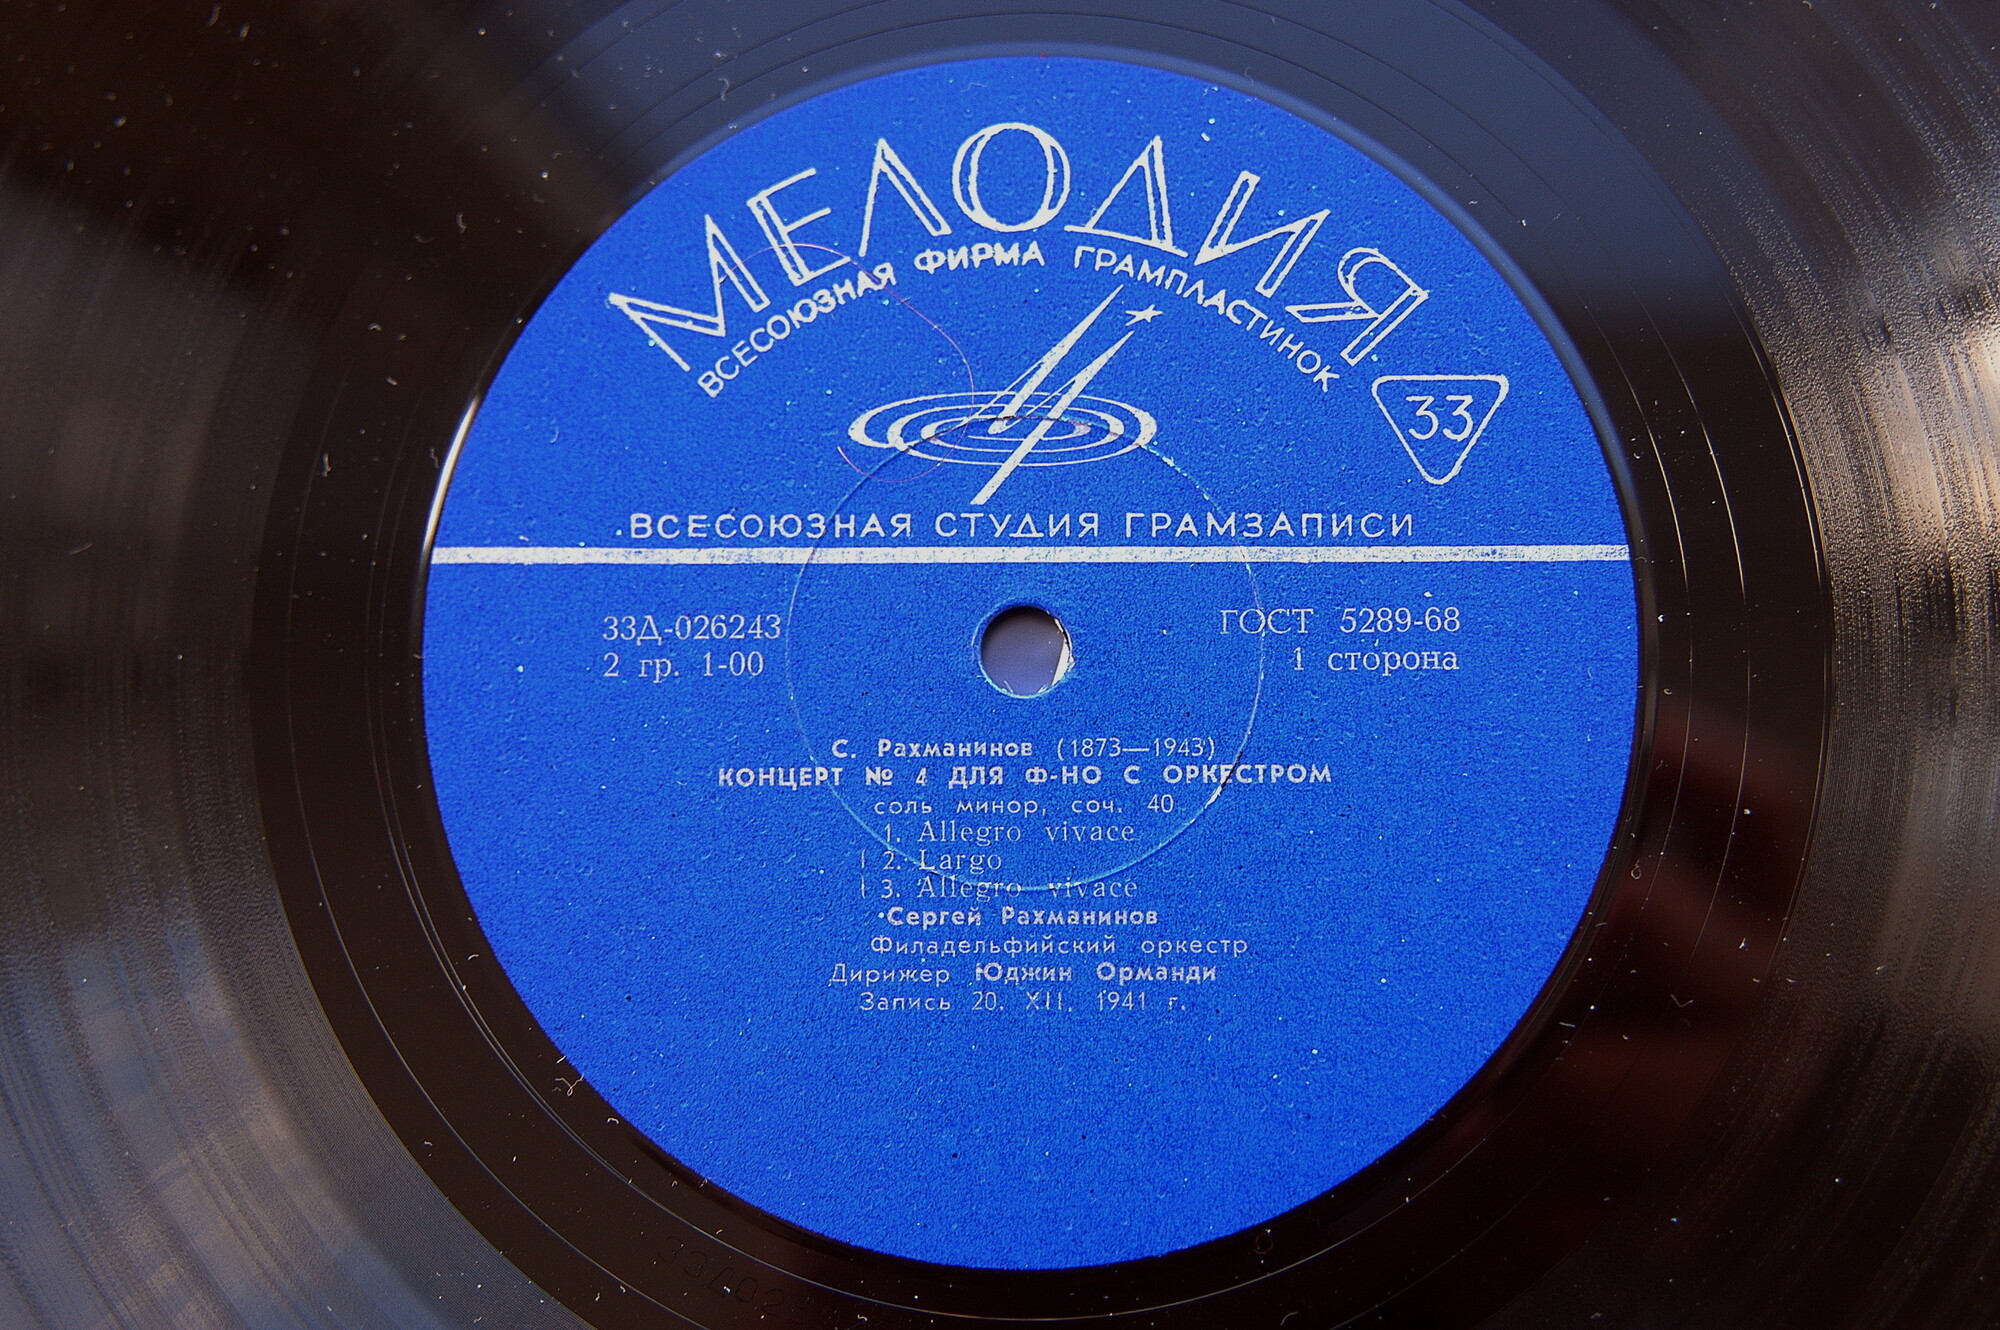 МЕЛОДИЯ
ВСЕСОЮЗНАЯ ФИРМА ГРАМПЛАСТИНОК
33
ВСЕСОЮЗНАЯ СТУДИЯ ГРАМЗАПИСИ
33Д-026243
2 гр. 1-00
ГОСТ 5289-68
1 сторона
С. Рахманинов (1873—1943)
КОНЦЕРТ № 4 ДЛЯ Ф-НО С ОРКЕСТРОМ
соль минор, соч. 40
1. Allegro vivace
2. Largo
3. Allegro vivace
Сергей Рахманинов
Филадельфийский оркестр
Дирижер Юджин Орманди
Запись 20. XII. 1941 г.